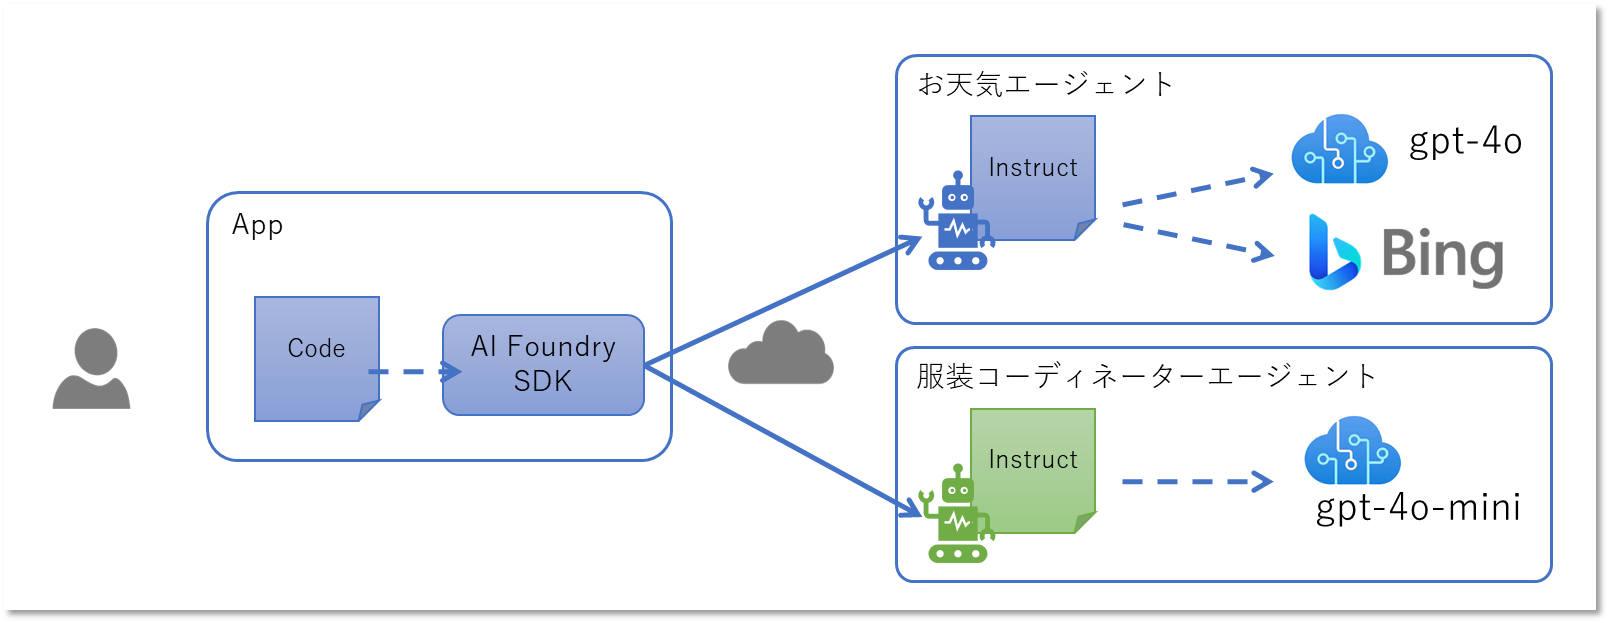 App
Code
AI Foundry
SDK
お天気エージェント
Instruct
gpt-4o
Bing
服装コーディネーターエージェント
Instruct
gpt-4o-mini